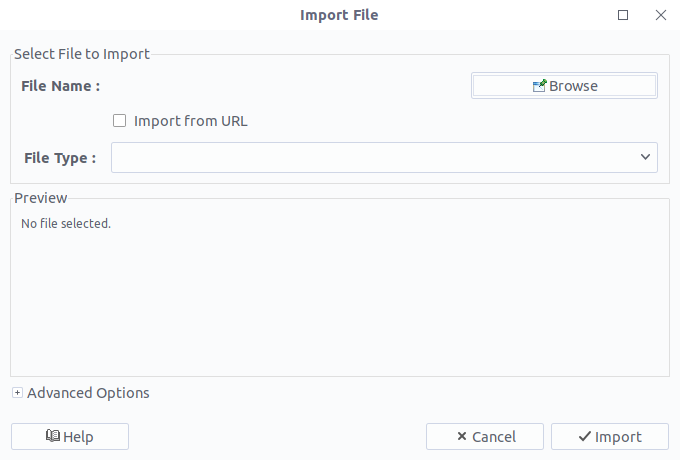 Import File
Select File to Import
File Name :
Browse
Import from URL
File Type :
Preview
No file selected.
Advanced Options
Help
Cancel
Import